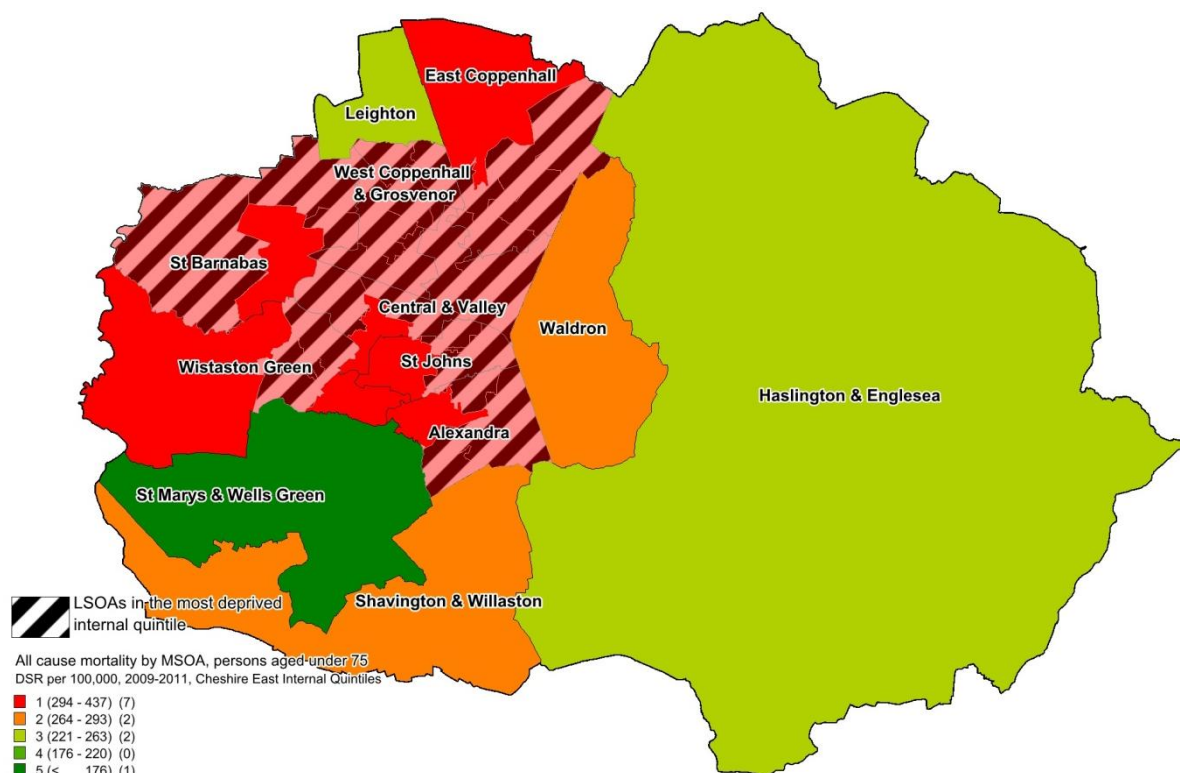 East Coppenhall
Leighton
West Coppenhall
& Grosvenor
St Barnabas
Central & Valley
Waldron
Wistaston Green
St Johns
Haslington & Englesea
Alexandra
St Marys & Wells Green
Shavington & Willaston
LSOAs in the most deprived
internal quintile
All cause mortality by MSOA, persons aged under 75
DSR per 100,000, 2009-2011, Cheshire East Internal Quintiles
1 (294 - 437) (7)
2 (264 - 293) (2)
3 (221 - 263) (2)
4 (176 - 220) (0)
5 (< 176) (1)